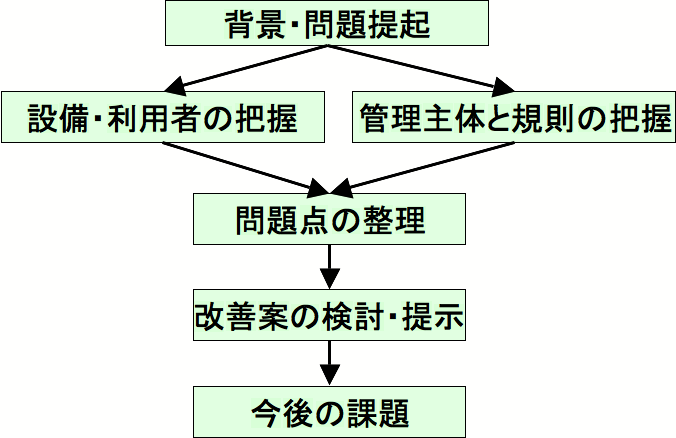 背景・問題提起
設備・利用者の把握
管理主体と規則の把握
問題点の整理
改善案の検討・提示
今後の課題